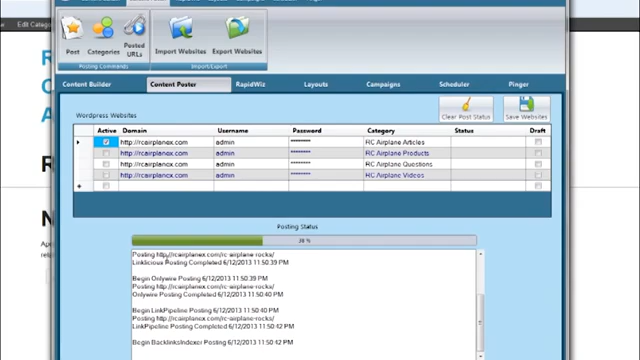 Edit Catego
Post
Categories
Posted
URLs
Import Websites
Export Websites
Posting Commands
Import/Export
Content Builder
Content Poster
RapidWiz
Layouts
Campaigns
Scheduler
Pinger
Wordpress Websites
Clear Post Status
Save Websites
Active Domain Username Password Category Status Draft
http://rcairplanex.com admin ******** RC Airplane Articles
http://rcairplanex.com admin ******** RC Airplane Products
http://rcairplanex.com admin ******** RC Airplane Questions
http://rcairplanex.com admin ******** RC Airplane Videos
Posting Status
38 %
Posting http://rcairplanex.com/rc-airplane-rocks/
Linklicious Posting Completed 6/12/2013 11:50:39 PM
Begin Onlywire Posting 6/12/2013 11:50:39 PM
Posting http://rcairplanex.com/rc-airplane-rocks/
Onlywire Posting Completed 6/12/2013 11:50:40 PM
Begin LinkPipeline Posting 6/12/2013 11:50:40 PM
Posting http://rcairplanex.com/rc-airplane-rocks/
LinkPipeline Posting Completed 6/12/2013 11:50:42 PM
Begin BacklinksIndexer Posting 6/12/2013 11:50:42 PM